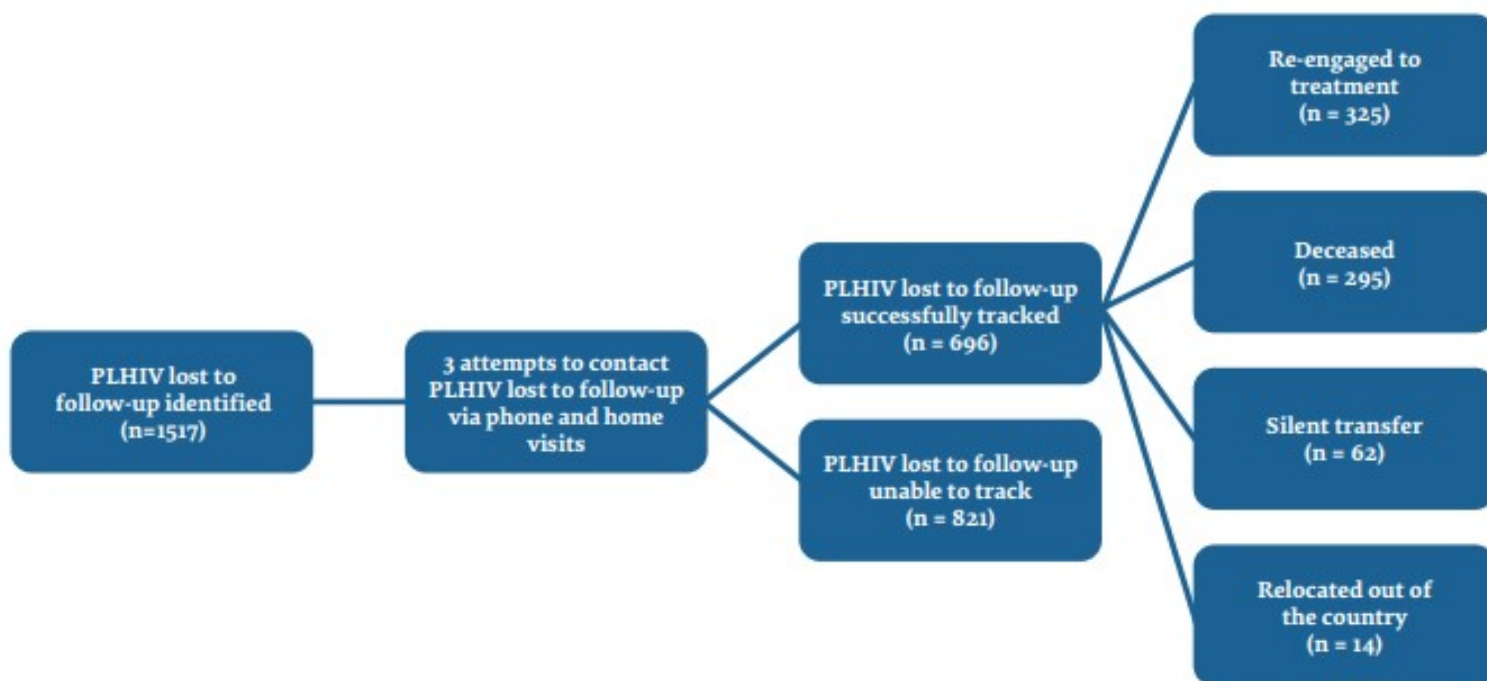 PLHIV lost to
follow-up identified
(n=1517)
3 attempts to contact
PLHIV lost to follow-up
via phone and home
visits
PLHIV lost to follow-up
successfully tracked
(n = 696)
PLHIV lost to follow-up
unable to track
(n = 821)
Re-engaged to
treatment
(n = 325)
Deceased
(n = 295)
Silent transfer
(n = 62)
Relocated out of
the country
(n = 14)